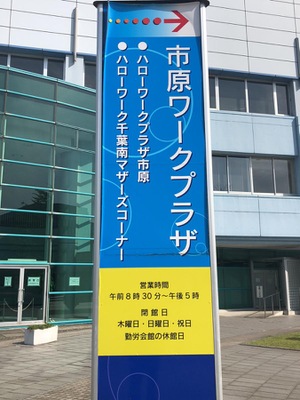 市原ワークプラザ
●ハローワークプラザ市原
●ハローワーク千葉南マザーズコーナー
営業時間
午前8時30分～午後5時
閉館日
木曜日・日曜日・祝日
勤労会館の休館日